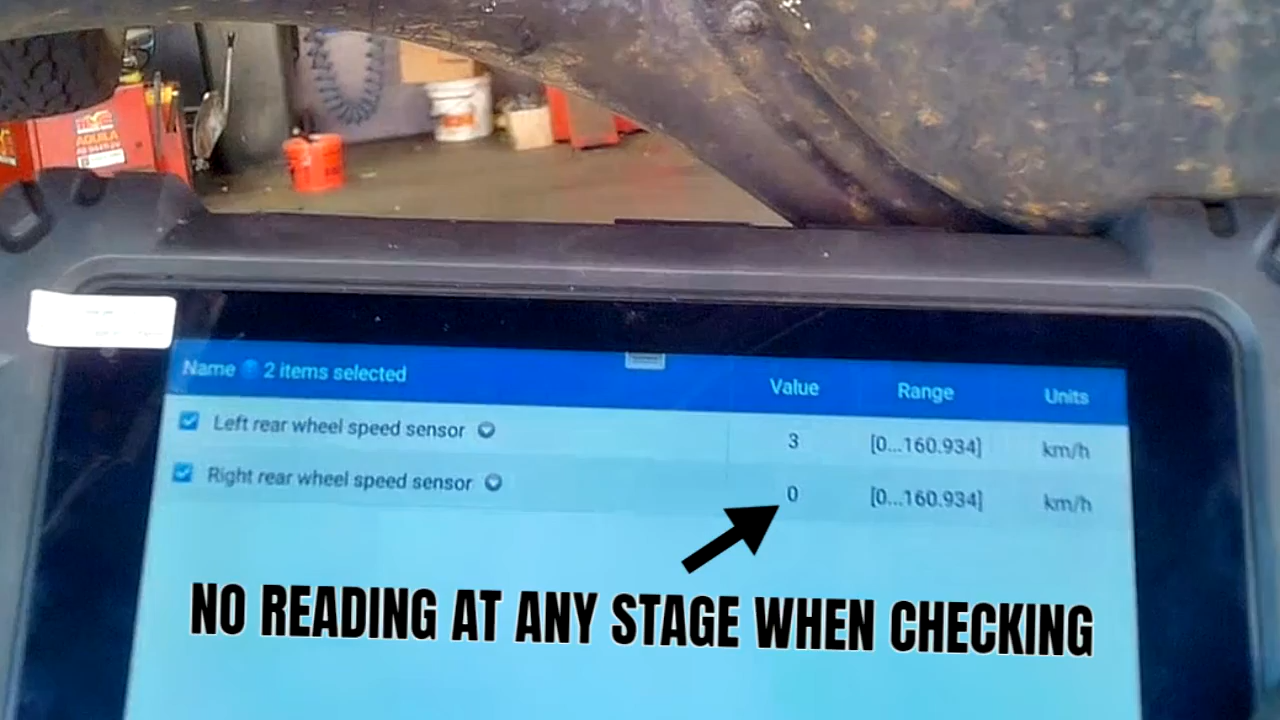 AQUILA
Name 2 items selected Value Range Units
Left rear wheel speed sensor 3 [0...160.934] km/h
Right rear wheel speed sensor 0 [0...160.934] km/h
NO READING AT ANY STAGE WHEN CHECKING